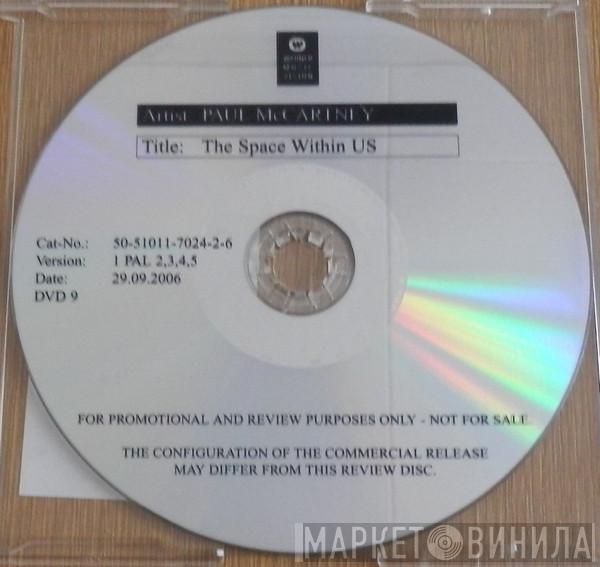 Artist PAUL McCARTNEY
Title: The Space Within US
Cat-No.: 50-51011-7024-2-6
Version: 1 PAL 2,3,4,5
Date: 29.09.2006
DVD 9
FOR PROMOTIONAL AND REVIEW PURPOSES ONLY - NOT FOR SALE
THE CONFIGURATION OF THE COMMERCIAL RELEASE
MAY DIFFER FROM THIS REVIEW DISC.
МАРКЕТ ВИНИЛА